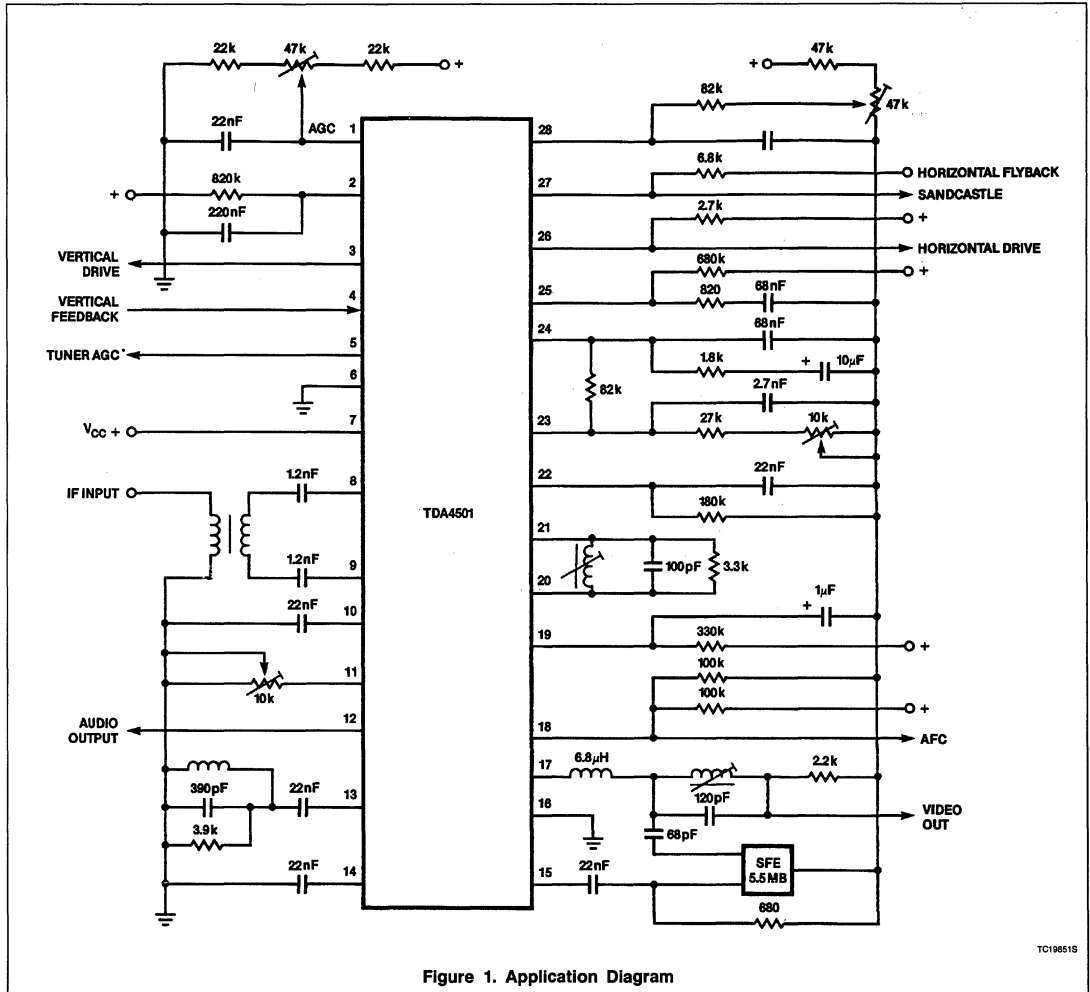 22k
47k
22k
+
47k
+
82k
47k
22nF
AGC
1
28
6.8k
HORIZONTAL FLYBACK
820k
2
27
SANDCASTLE
+
2.7k
+
220nF
26
HORIZONTAL DRIVE
VERTICAL
DRIVE
3
680k
+
4
25
820
68nF
VERTICAL
FEEDBACK
24
68nF
TUNER AGC*
5
1.8k
+
10μF
6
82k
2.7nF
VCC +
7
23
27k
10k
IF INPUT
1.2nF
8
22
22nF
180k
TDA4501
21
1.2nF
9
100pF
3.3k
20
22nF
10
+
1μF
19
330k
+
11
100k
10k
100k
+
AUDIO
OUTPUT
12
18
AFC
17
6.8μH
2.2k
390pF
22nF
13
16
120pF
VIDEO
OUT
3.9k
68pF
22nF
14
15
22nF
SFE
5.5MB
680
TC19851S
Figure 1. Application Diagram